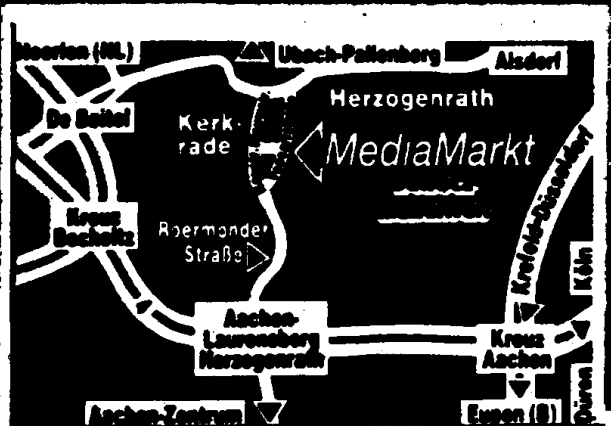 Heerlen (NL)
Übach-Palenberg
Alsdorf
De Beitel
Herzogenrath
Kerk-
rade
MediaMarkt
Krefeld-Düsseldorf
Kreuz
Bocholtz
Roermonder
Straße
Köln
Aachen-
Laurensberg
Herzogenrath
Kreuz
Aachen
Düren
Aachen-Zentrum
Eupen (B)